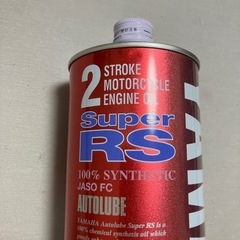 2 STROKE
MOTORCYCLE
ENGINE OIL
Super
RS
100% SYNTHETIC
JASO FC
AUTOLUBE
YAMAHA Autolube Super RS is a
100% chemical synthetic oil which
YAM